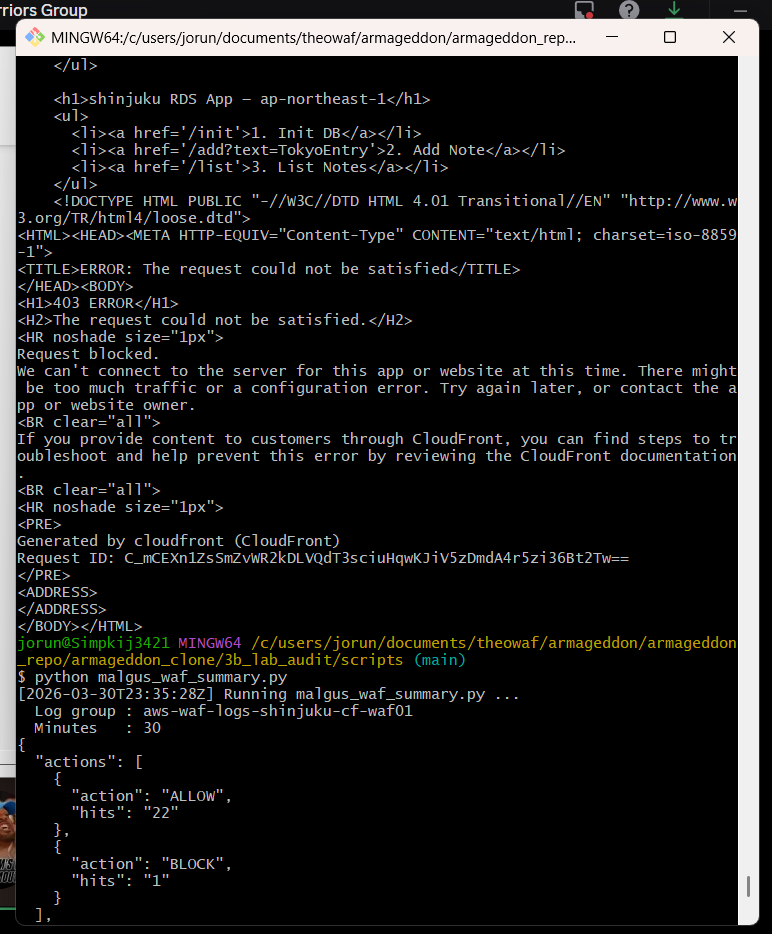 rriors Group
MINGW64:/c/users/jorun/documents/theowaf/armageddon/armageddon_rep...
    </ul>
    <h1>shinjuku RDS App — ap-northeast-1</h1>
    <ul>
      <li><a href='/init'>1. Init DB</a></li>
      <li><a href='/add?text=TokyoEntry'>2. Add Note</a></li>
      <li><a href='/list'>3. List Notes</a></li>
    </ul>
    <!DOCTYPE HTML PUBLIC "-//W3C//DTD HTML 4.01 Transitional//EN" "http://www.w
3.org/TR/html4/loose.dtd">
<HTML><HEAD><META HTTP-EQUIV="Content-Type" CONTENT="text/html; charset=iso-8859
-1">
<TITLE>ERROR: The request could not be satisfied</TITLE>
</HEAD><BODY>
<H1>403 ERROR</H1>
<H2>The request could not be satisfied.</H2>
<HR noshade size="1px">
Request blocked.
We can't connect to the server for this app or website at this time. There might
 be too much traffic or a configuration error. Try again later, or contact the a
pp or website owner.
<BR clear="all">
If you provide content to customers through CloudFront, you can find steps to tr
oubleshoot and help prevent this error by reviewing the CloudFront documentation
.
<BR clear="all">
<HR noshade size="1px">
<PRE>
Generated by cloudfront (CloudFront)
Request ID: C_mCEXn1ZsSmZvWR2kDLVQdT3sciuHqwKJiV5zDmdA4r5zi36Bt2Tw==
</PRE>
<ADDRESS>
</ADDRESS>
</BODY></HTML>
jorun@Simpkij3421 MINGW64 /c/users/jorun/documents/theowaf/armageddon/armageddon
_repo/armageddon_clone/3b_lab_audit/scripts (main)
$ python malgus_waf_summary.py
[2026-03-30T23:35:28Z] Running malgus_waf_summary.py ...
  Log group : aws-waf-logs-shinjuku-cf-waf01
  Minutes   : 30
{
  "actions": [
    {
      "action": "ALLOW",
      "hits": "22"
    },
    {
      "action": "BLOCK",
      "hits": "1"
    }
  ],